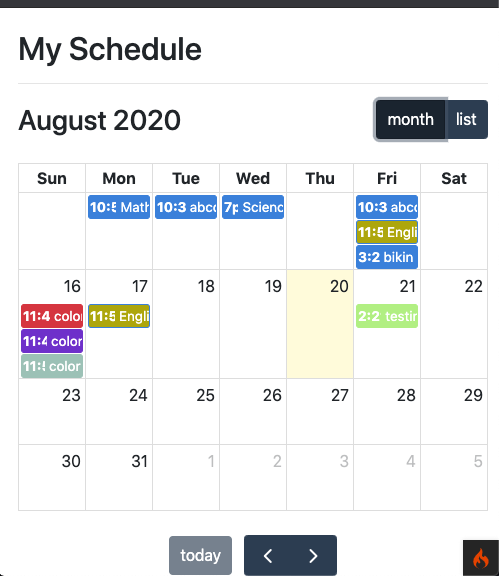 My Schedule
August 2020
month list
Sun Mon Tue Wed Thu Fri Sat
10:5 Math 10:3 abcd 7p Scienc 10:3 abcd
11:5 Engli
3:2 bikin
16 17 18 19 20 21 22
11:4 color 11:5 Engli 2:2 testin
11:4 color
11:5 color
23 24 25 26 27 28 29
30 31 1 2 3 4 5
today